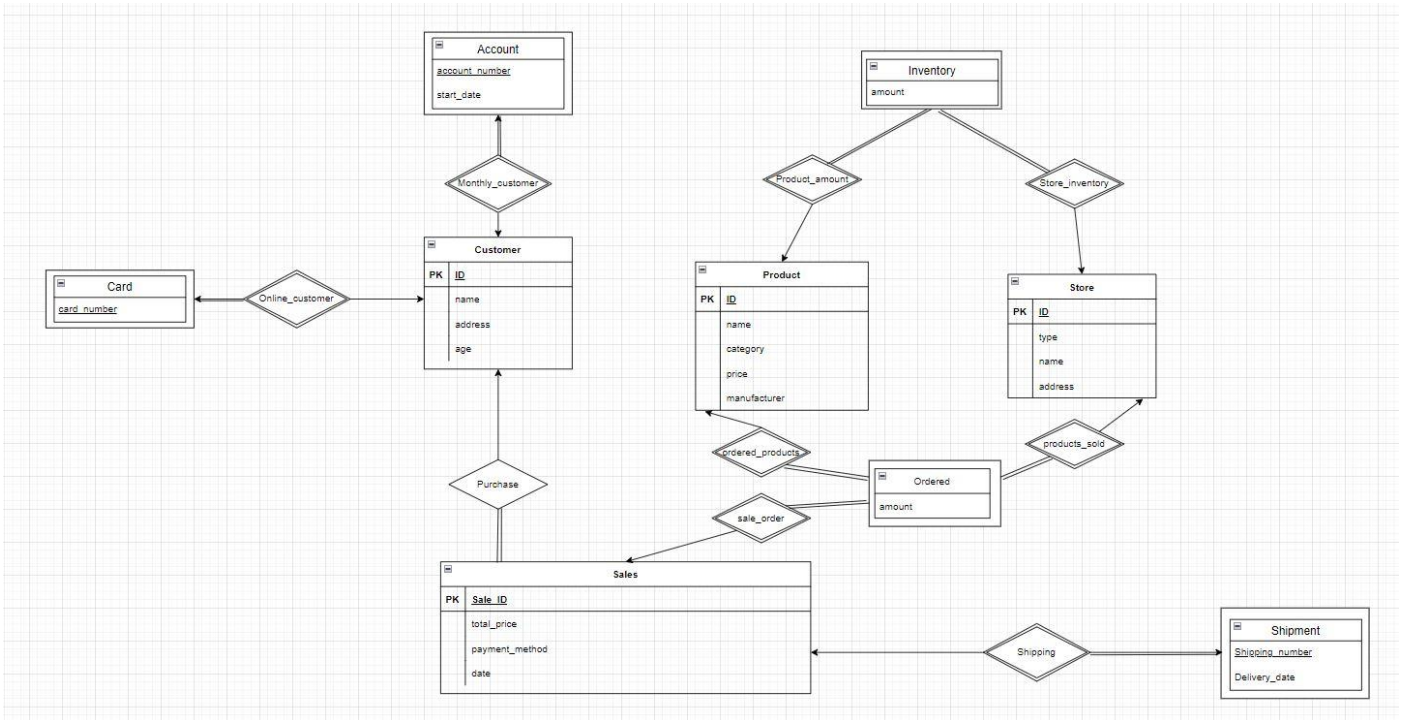 Account
account_number
start_date
Inventory
amount
Monthly_customer
Product_amount
Store_inventory
Customer
PK ID
name
address
age
Card
card_number
Online_customer
Product
PK ID
name
category
price
manufacturer
Store
PK ID
type
name
address
ordered_products
products_sold
Purchase
Ordered
amount
sale_order
Sales
PK Sale_ID
total_price
payment_method
date
Shipping
Shipment
Shipping_number
Delivery_date